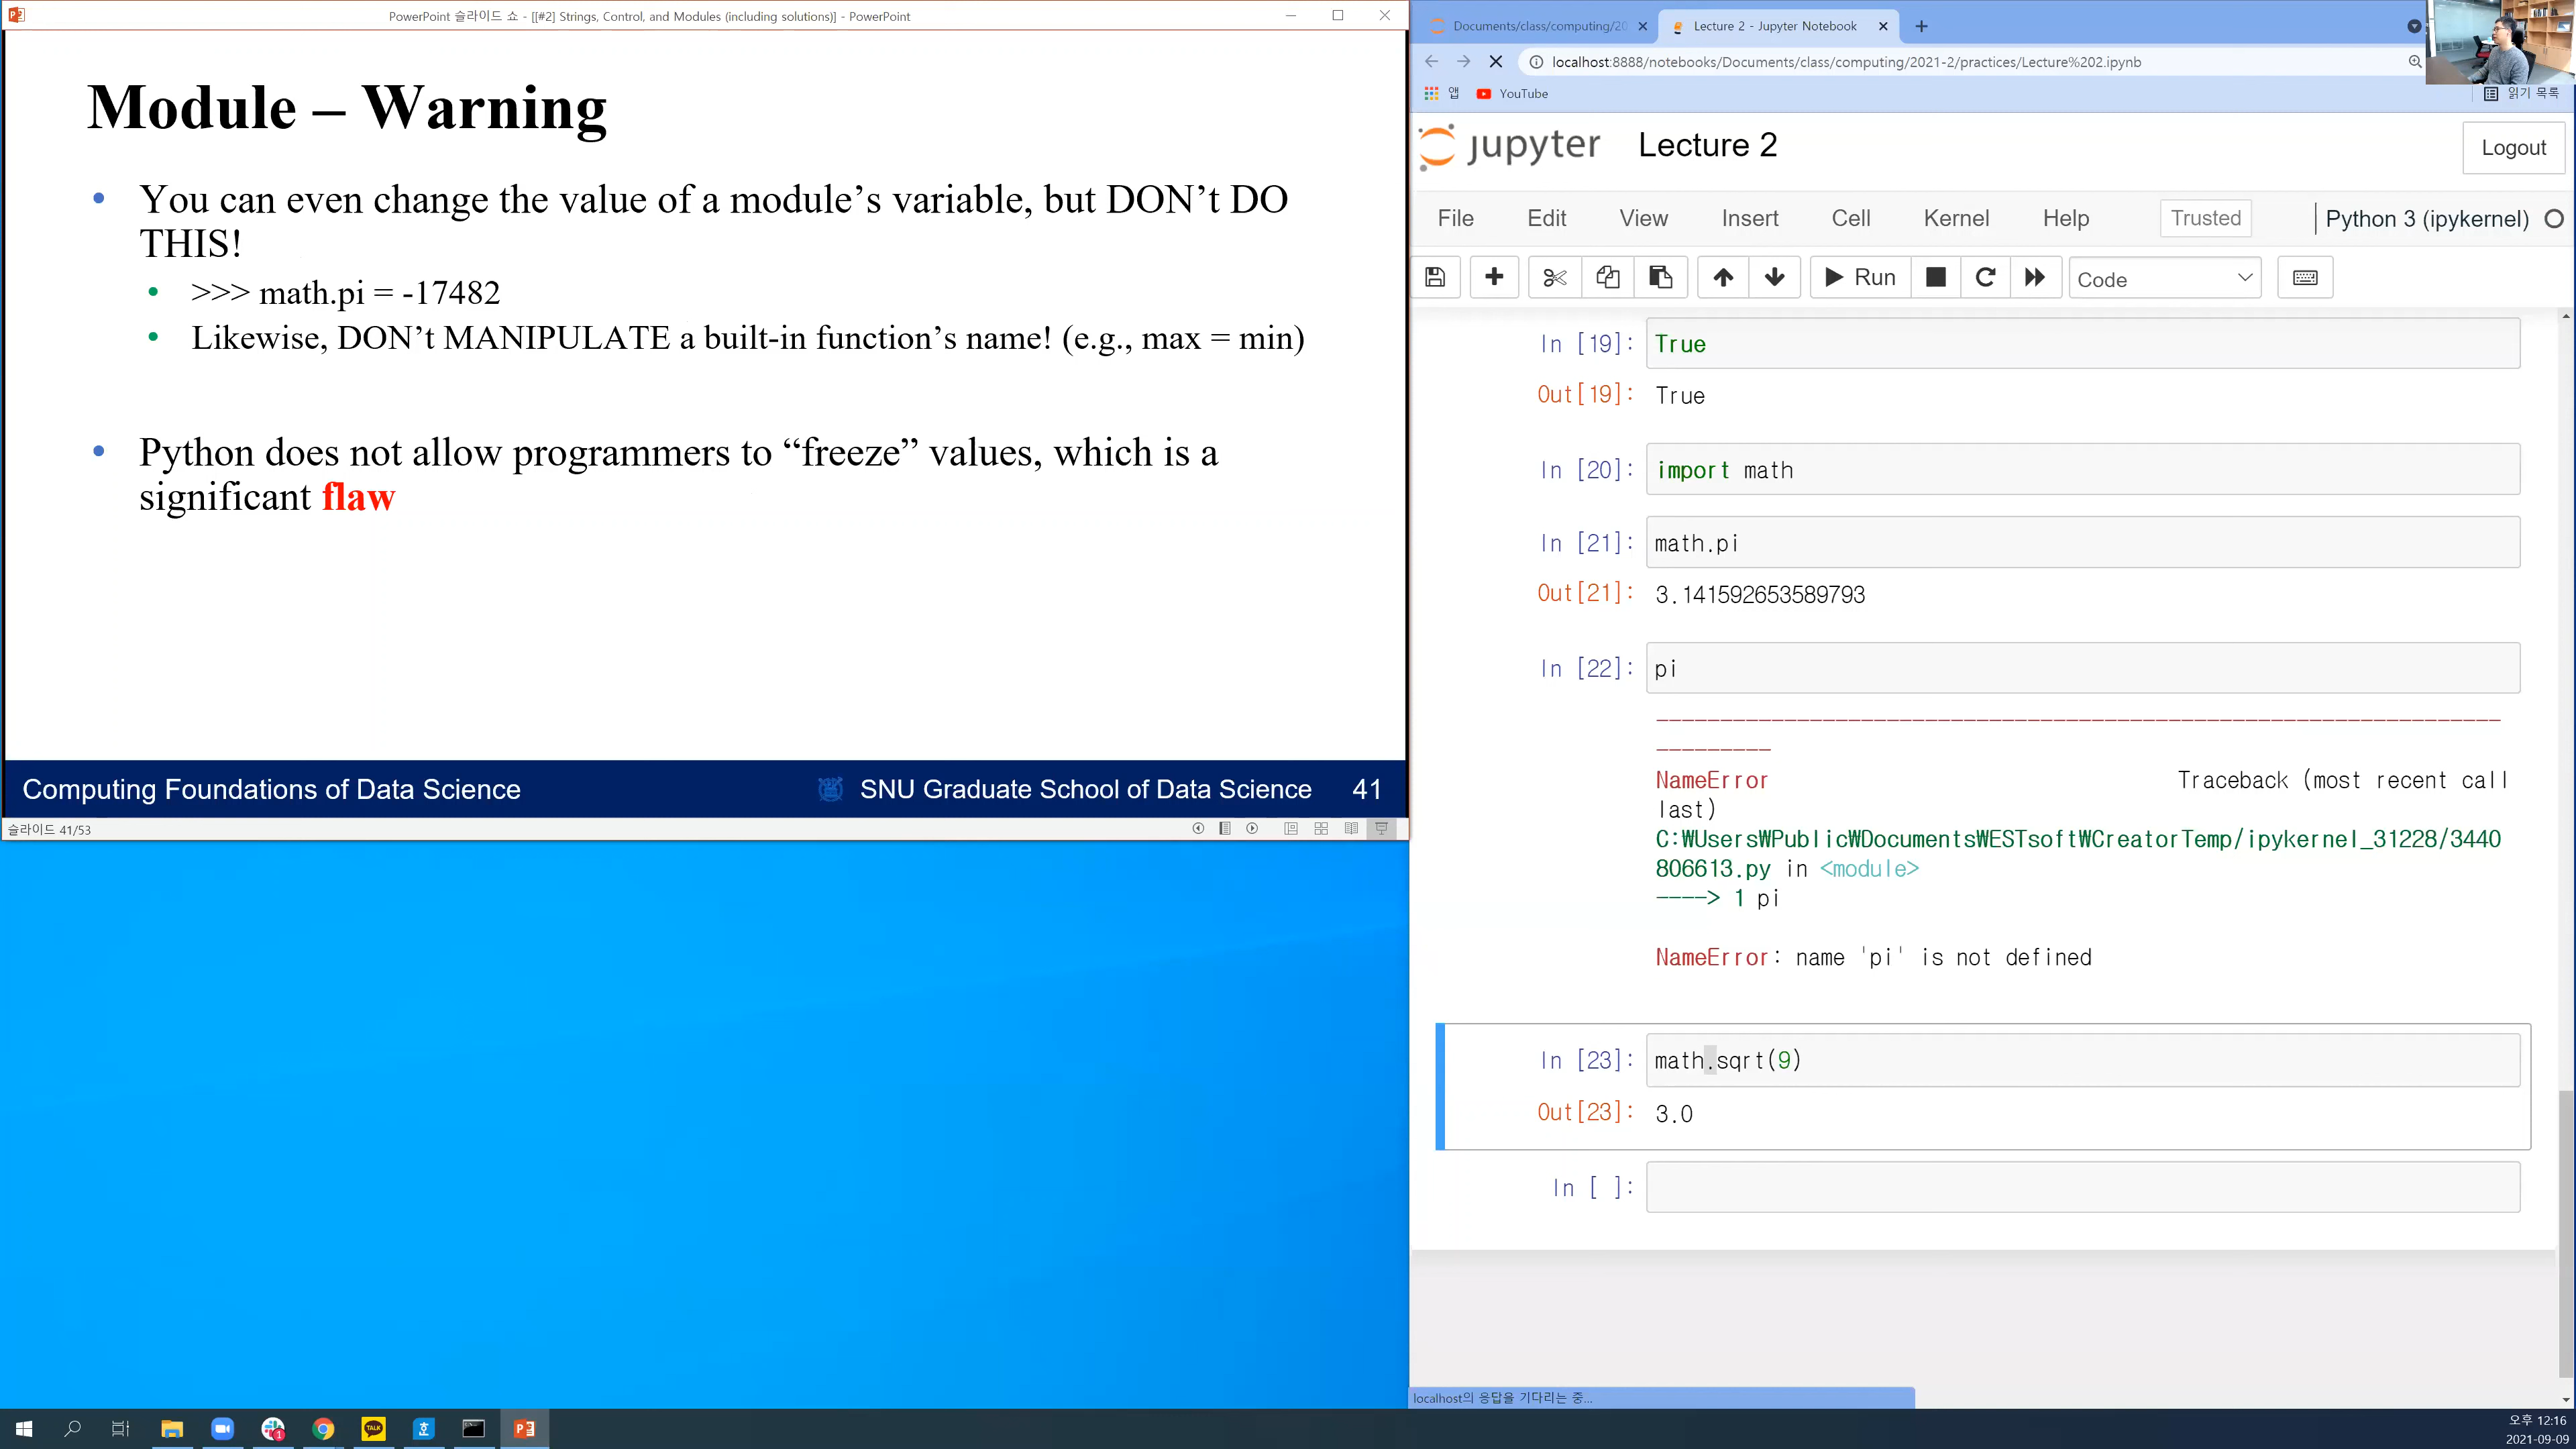 PowerPoint 슬라이드 쇼 - [[#2] Strings, Control, and Modules (including solutions)] - PowerPoint
Module – Warning
• You can even change the value of a module’s variable, but DON’t DO
THIS!
• >>> math.pi = -17482
• Likewise, DON’t MANIPULATE a built-in function’s name! (e.g., max = min)
• Python does not allow programmers to “freeze” values, which is a
significant flaw
Computing Foundations of Data Science SNU Graduate School of Data Science 41
슬라이드 41/53
Documents/class/computing/20 Lecture 2 - Jupyter Notebook
localhost:8888/notebooks/Documents/class/computing/2021-2/practices/Lecture%202.ipynb
앱 YouTube 읽기 목록
jupyter Lecture 2 Logout
File Edit View Insert Cell Kernel Help Trusted Python 3 (ipykernel)
Run Code
In [19]: True
Out[19]: True
In [20]: import math
In [21]: math.pi
Out[21]: 3.141592653589793
In [22]: pi
NameError Traceback (most recent call
last)
C:₩Users₩Public₩Documents₩ESTsoft₩CreatorTemp/ipykernel_31228/3440
806613.py in <module>
----> 1 pi
NameError: name 'pi' is not defined
In [23]: math.sqrt(9)
Out[23]: 3.0
In [ ]:
localhost의 응답을 기다리는 중...
TALK
오후 12:16
2021-09-09